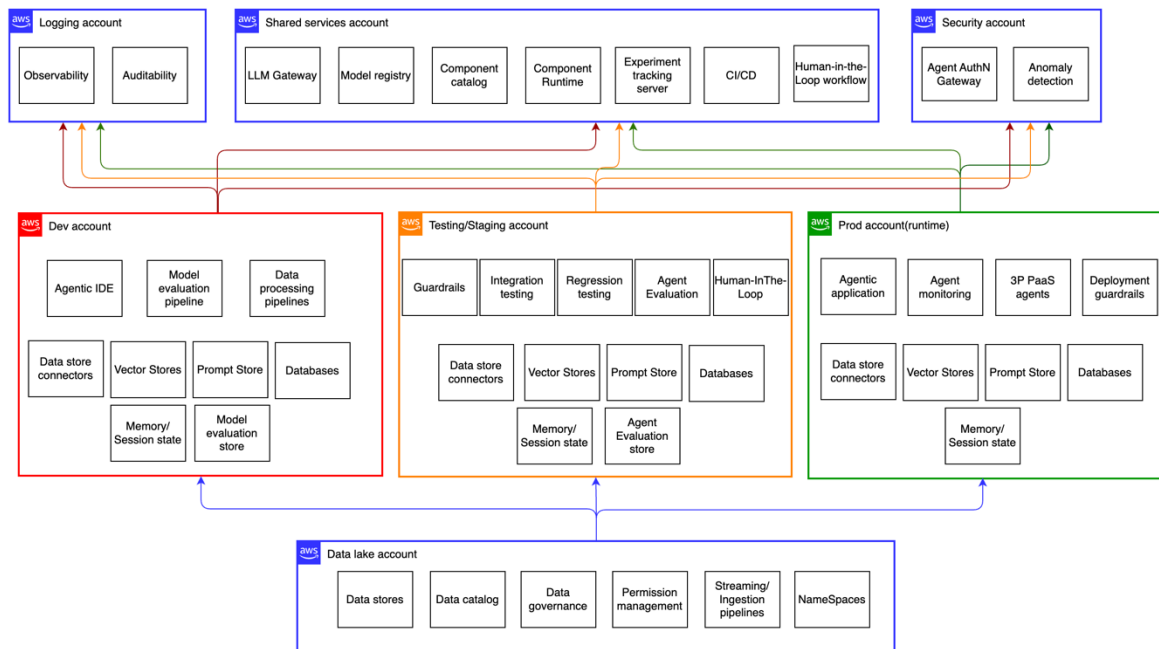 aws
Logging account
Observability
Auditability
aws
Shared services account
LLM Gateway
Model registry
Component
catalog
Component
Runtime
Experiment
tracking
server
CI/CD
Human-in-the-
Loop workflow
aws
Security account
Agent AuthN
Gateway
Anomaly
detection
aws
Dev account
Agentic IDE
Model
evaluation
pipeline
Data
processing
pipelines
Data store
connectors
Vector Stores
Prompt Store
Databases
Memory/
Session state
Model
evaluation
store
aws
Testing/Staging account
Guardrails
Integration
testing
Regression
testing
Agent
Evaluation
Human-InThe-
Loop
Data store
connectors
Vector Stores
Prompt Store
Databases
Memory/
Session state
Agent
Evaluation
store
aws
Prod account(runtime)
Agentic
application
Agent
monitoring
3P PaaS
agents
Deployment
guardrails
Data store
connectors
Vector Stores
Prompt Store
Databases
Memory/
Session state
aws
Data lake account
Data stores
Data catalog
Data
governance
Permission
management
Streaming/
Ingestion
pipelines
NameSpaces